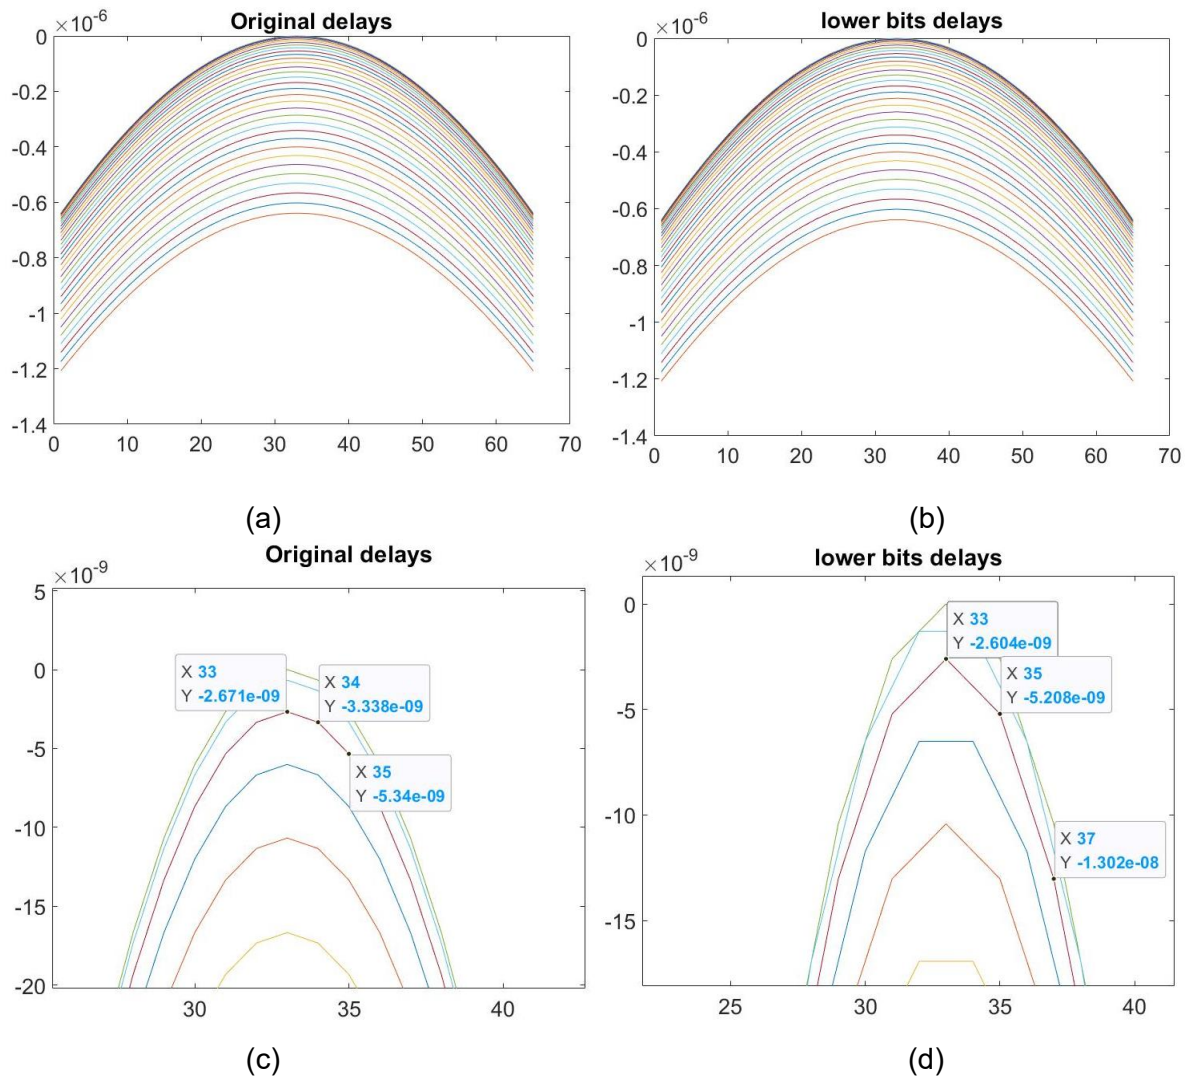 Original delays
×10-6
0
-0.2
-0.4
-0.6
-0.8
-1
-1.2
-1.4
0 10 20 30 40 50 60 70
(a)
lower bits delays
×10-6
0
-0.2
-0.4
-0.6
-0.8
-1
-1.2
-1.4
0 10 20 30 40 50 60 70
(b)
Original delays
×10-9
5
0
-5
-10
-15
-20
X 33
Y -2.671e-09
X 34
Y -3.338e-09
X 35
Y -5.34e-09
30 35 40
(c)
lower bits delays
×10-9
0
-5
-10
-15
X 33
Y -2.604e-09
X 35
Y -5.208e-09
X 37
Y -1.302e-08
25 30 35 40
(d)